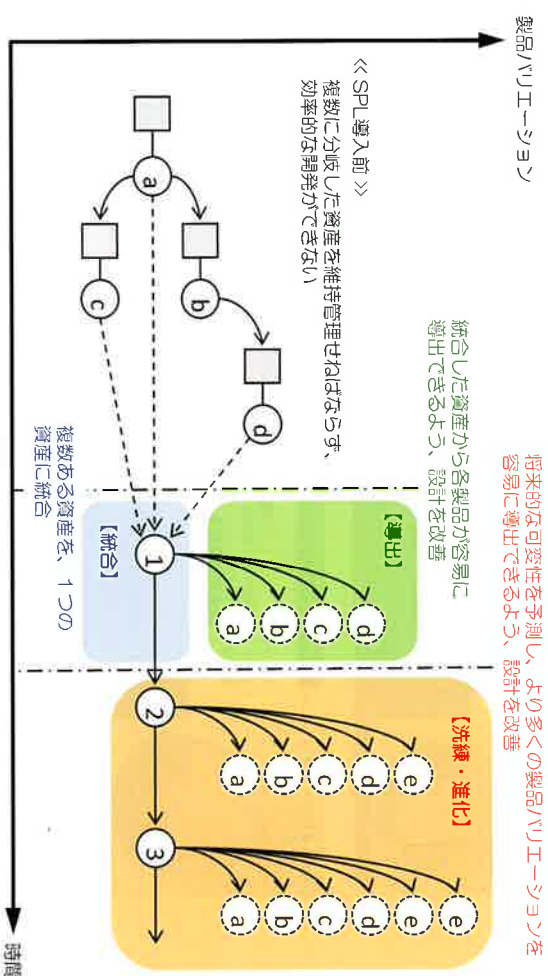 製品バリエーション
将来的な可変性を予測し、より多くの製品バリエーションを
容易に導出できるよう、設計を改善
統合した資産から各製品が容易に
導出できるよう、設計を改善
<< SPL導入前 >>
複数に分岐した資産を維持管理せねばならず、
効率的な開発ができない
【導出】
【洗練・進化】
a
b
c
d
d
c
b
a
e
d
c
b
a
e
e
d
c
b
a
1
2
3
【統合】
複数ある資産を、1つの
資産に統合
時間